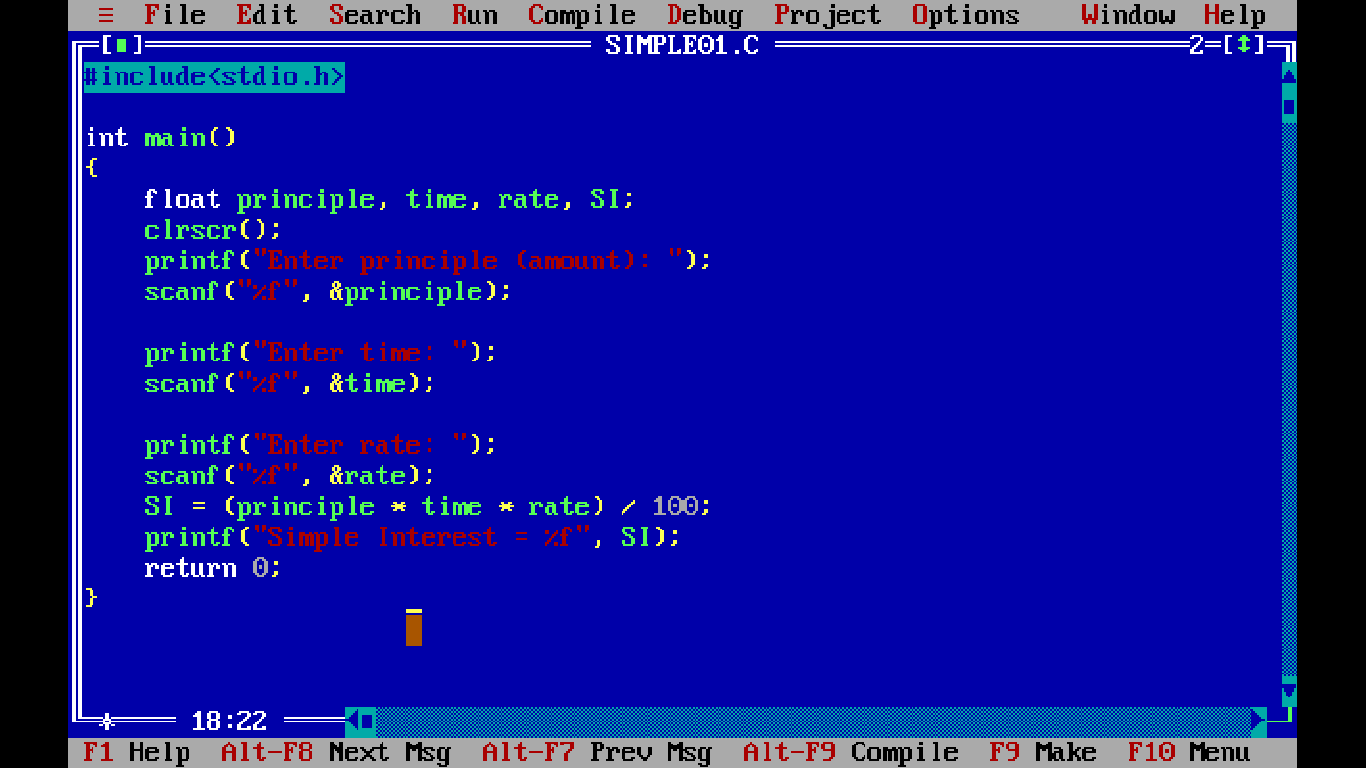 ≡ File Edit Search Run Compile Debug Project Options Window Help
[■] SIMPLE01.C 2=[↕]
#include<stdio.h>
int main()
{
float principle, time, rate, SI;
clrscr();
printf("Enter principle (amount): ");
scanf("%f", &principle);
printf("Enter time: ");
scanf("%f", &time);
printf("Enter rate: ");
scanf("%f", &rate);
SI = (principle * time * rate) / 100;
printf("Simple Interest = %f", SI);
return 0;
}
18:22
F1 Help Alt-F8 Next Msg Alt-F7 Prev Msg Alt-F9 Compile F9 Make F10 Menu